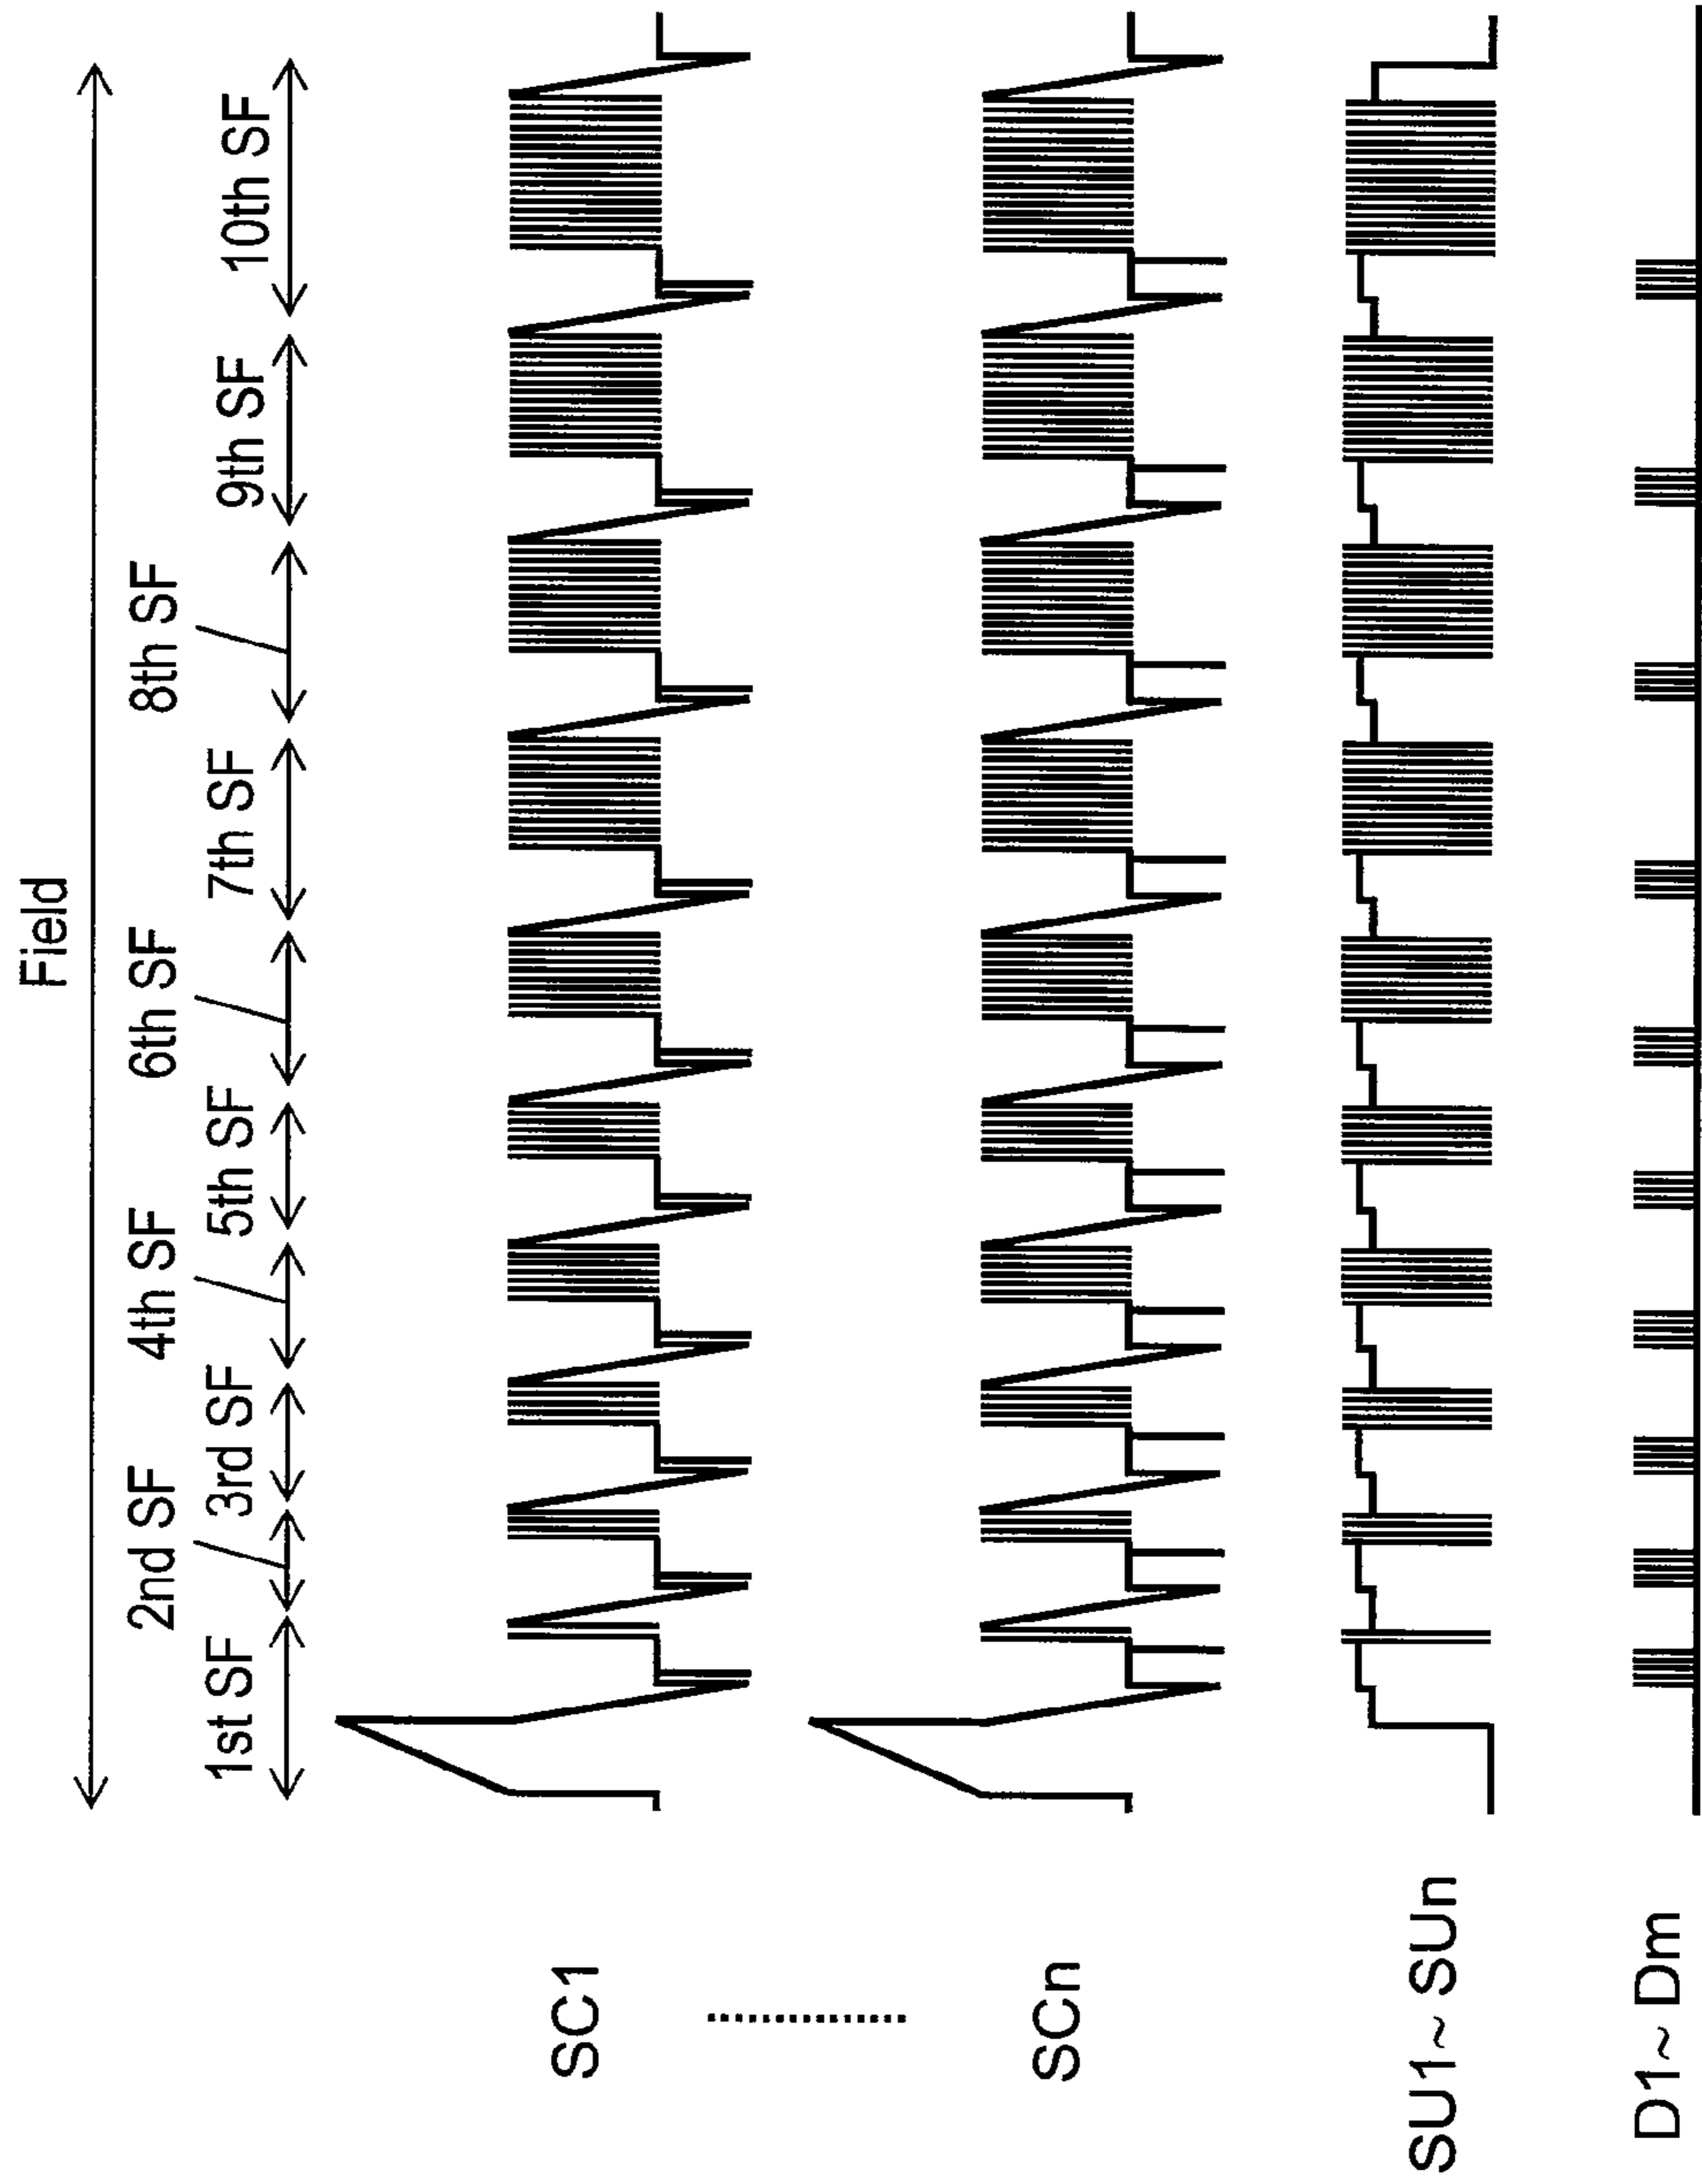 Field
1st SF
2nd SF
3rd SF
4th SF
5th SF
6th SF
7th SF
8th SF
9th SF
10th SF
SC1
SCn
SU1~SUn
D1~Dm